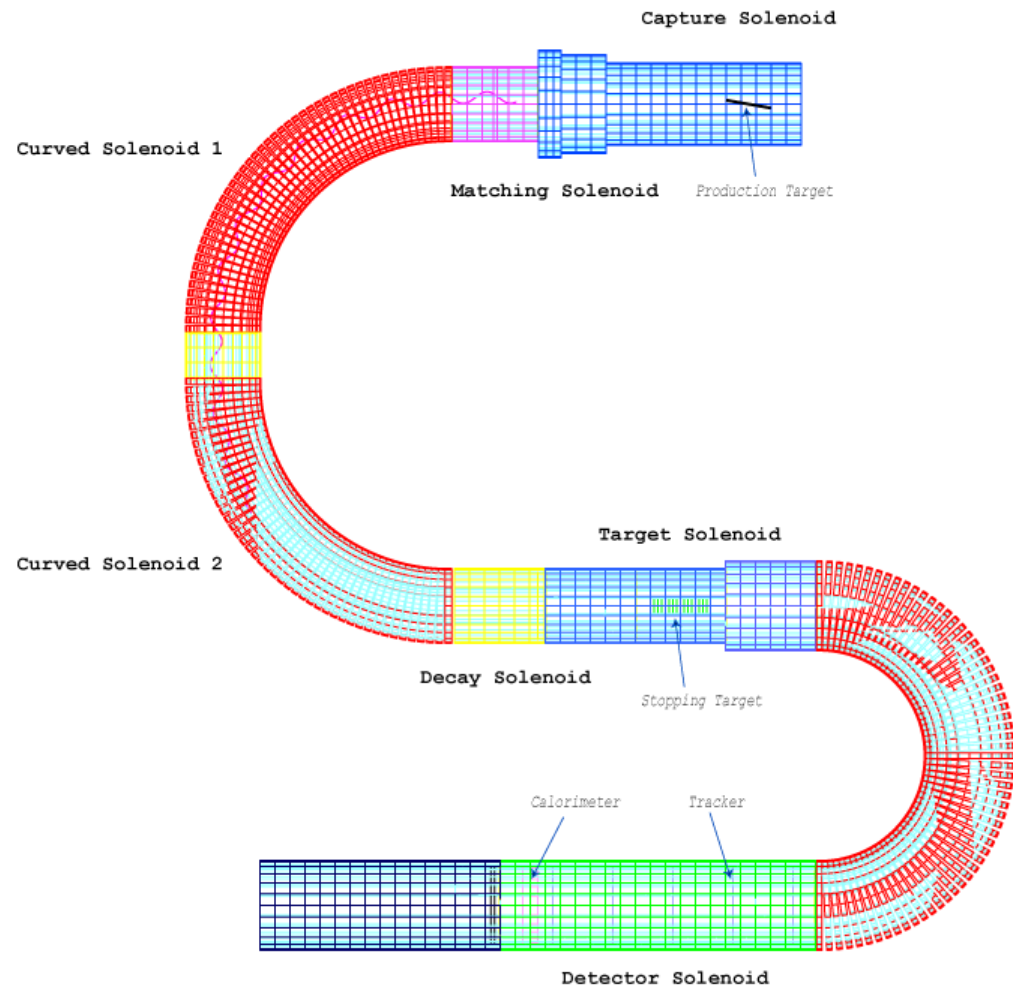 Capture Solenoid
Curved Solenoid 1
Matching Solenoid
Production Target
Target Solenoid
Curved Solenoid 2
Decay Solenoid
Stopping Target
Calorimeter
Tracker
Detector Solenoid